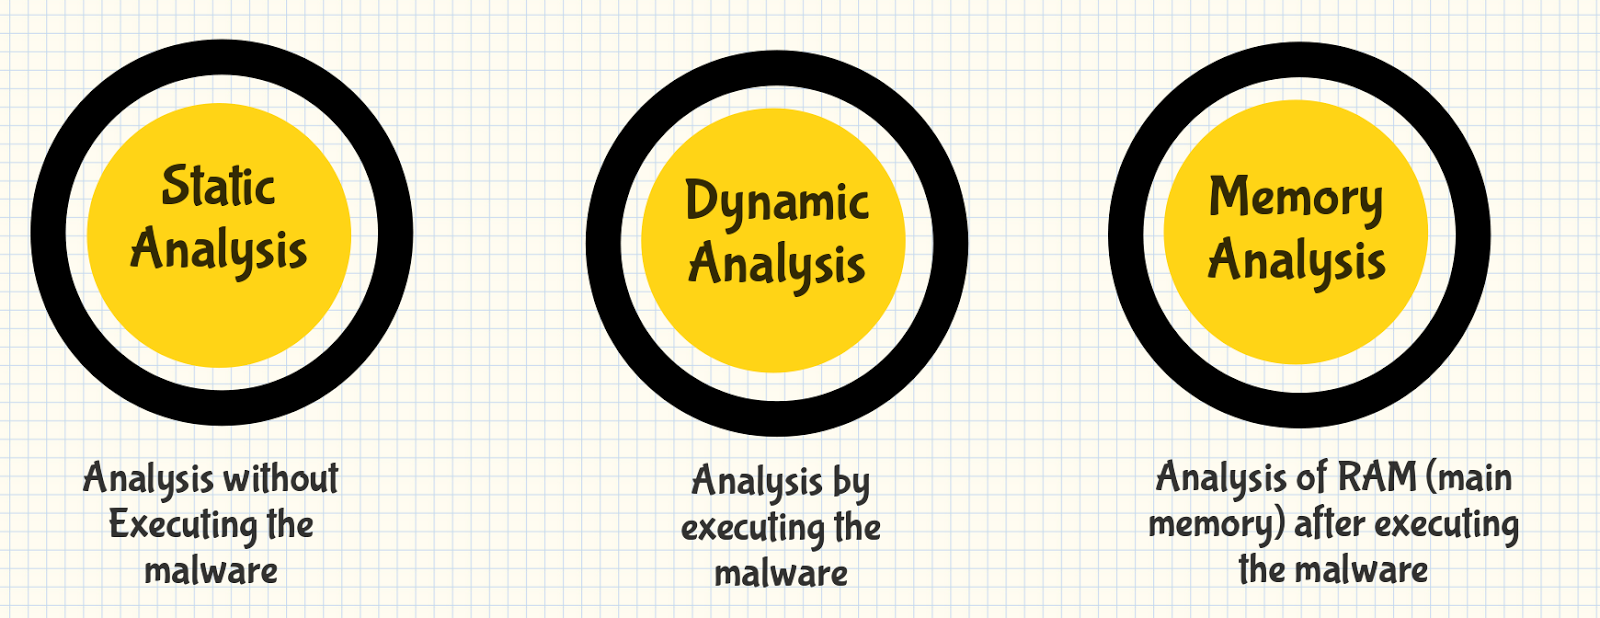 Static
Analysis
Analysis without
Executing the
malware
Dynamic
Analysis
Analysis by
executing the
malware
Memory
Analysis
Analysis of RAM (main
memory) after executing
the malware